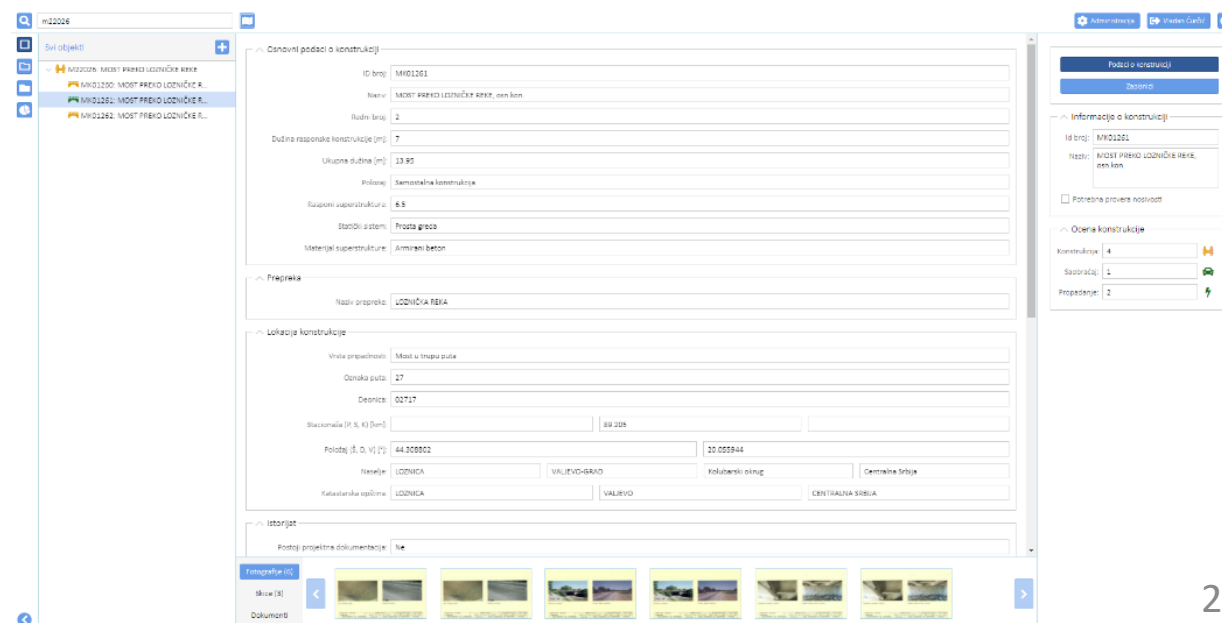 m22026
Administracija
Vladan Ćurčić
Svi objekti
M22026: MOST PREKO LOZNIČKE REKE
MK01260: MOST PREKO LOZNIČKE R...
MK01261: MOST PREKO LOZNIČKE R...
MK01262: MOST PREKO LOZNIČKE R...
Osnovni podaci o konstrukciji
ID broj: MK01261
Naziv: MOST PREKO LOZNIČKE REKE, osn kon
Redni broj: 2
Dužina rasponske konstrukcije [m]: 7
Ukupna dužina [m]: 13.95
Položaj: Samostalna konstrukcija
Rasponi superstruktura: 6.5
Statički sistem: Prosta greda
Materijal superstrukture: Armirani beton
Prepreka
Naziv prepreke: LOZNIČKA REKA
Lokacija konstrukcije
Vrsta pripadnosti: Most u trupu puta
Oznaka puta: 27
Deonica: 02717
Stacionaža (P, S, K) [km]: 89.205
Položaj (Š, D, V) [°]: 44.308802 20.055944
Naselje: LOZNICA VALJEVO-GRAD Kolubarski okrug Centralna Srbija
Katastarska opština: LOZNICA VALJEVO CENTRALNA SRBIJA
Istorijat
Postoji projektna dokumentacija: Ne
Fotografije (6)
Skice (3)
Dokumenti
Podaci o konstrukciji
Zapisnici
Informacije o konstrukciji
Id broj: MK01261
Naziv: MOST PREKO LOZNIČKE REKE,
osn kon
Potrebna provera nosivosti
Ocena konstrukcije
Konstrukcija: 4
Saobraćaj: 1
Propadanje: 2
2